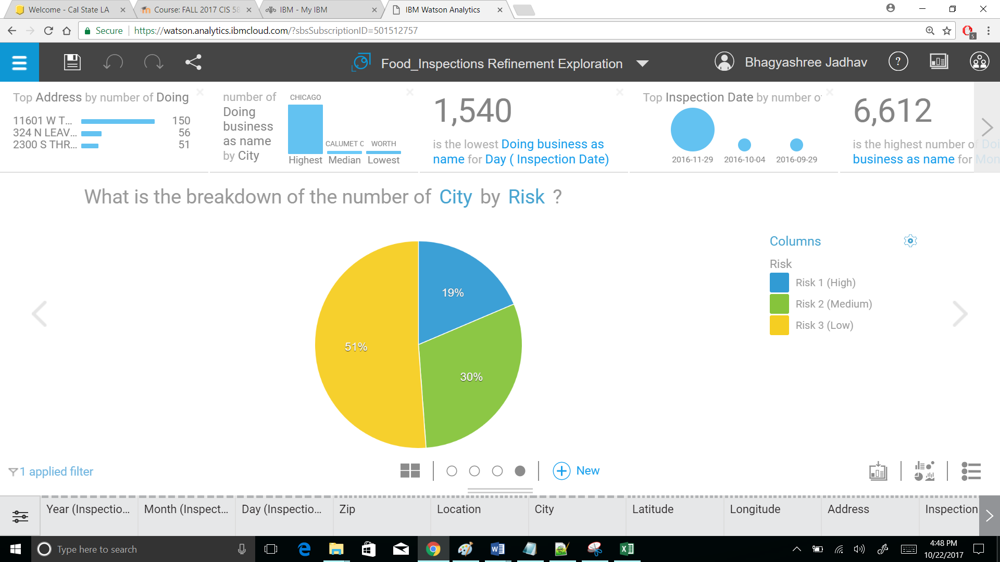 Welcome - Cal State LA
Course: FALL 2017 CIS 58
IBM - My IBM
IBM Watson Analytics
Secure
https://watson.analytics.ibmcloud.com/?sbsSubscriptionID=501512757
5
Food_Inspections Refinement Exploration
Bhagyashree Jadhav
?
Top Address by number of Doing
11601 W T... 150
324 N LEAV... 56
2300 S THR... 51
number of
Doing
business
as name
by City
CHICAGO
CALUMET C
WORTH
Highest
Median
Lowest
1,540
is the lowest Doing business as
name for Day ( Inspection Date)
Top Inspection Date by number o
2016-11-29
2016-10-04
2016-09-29
6,612
is the highest number of Doi
business as name for Mon
What is the breakdown of the number of City by Risk ?
19%
51%
30%
Columns
Risk
Risk 1 (High)
Risk 2 (Medium)
Risk 3 (Low)
1 applied filter
New
Year (Inspectio...
Month (Inspect...
Day (Inspectio...
Zip
Location
City
Latitude
Longitude
Address
Inspection
Type here to search
4:48 PM
10/22/2017